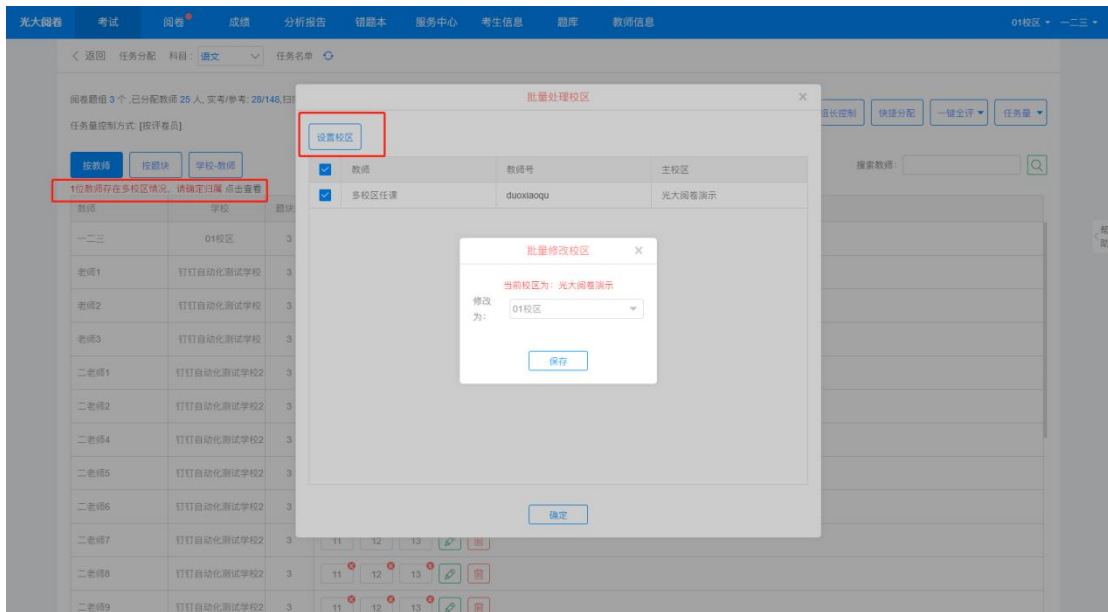 光大阅卷 考试 阅卷 成绩 分析报告 错题本 服务中心 考生信息 题库 教师信息 01校区 一二三
返回 任务分配 科目: 语文 任务名单
阅卷题组 3 个 ,已分配教师 25 人, 实考/参考: 28/148,扫
批量处理校区
组长控制 快捷分配 一键全评 任务量
任务量控制方式: [按评卷员]
设置校区
按教师 按题块 学校-教师
搜索教师:
1位教师存在多校区情况, 请确定归属 点击查看
教师 教师号 主校区
多校区任课 duoxiaoqu 光大阅卷演示
教师 学校 题块
一二三 01校区 3
帮助
批量修改校区
老师1 钉钉自动化测试学校 3
当前校区为: 光大阅卷演示
修改为: 01校区
老师2 钉钉自动化测试学校 3
老师3 钉钉自动化测试学校 3
保存
二老师1 钉钉自动化测试学校2 3
二老师2 钉钉自动化测试学校2 3
二老师4 钉钉自动化测试学校2 3
二老师5 钉钉自动化测试学校2 3
二老师6 钉钉自动化测试学校2 3
确定
二老师7 钉钉自动化测试学校2 3 11 12 13
二老师8 钉钉自动化测试学校2 3 11 12 13
二老师9 钉钉自动化测试学校2 3 11 12 13